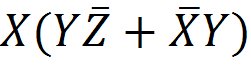 X(YZ̄ + X̄Y)